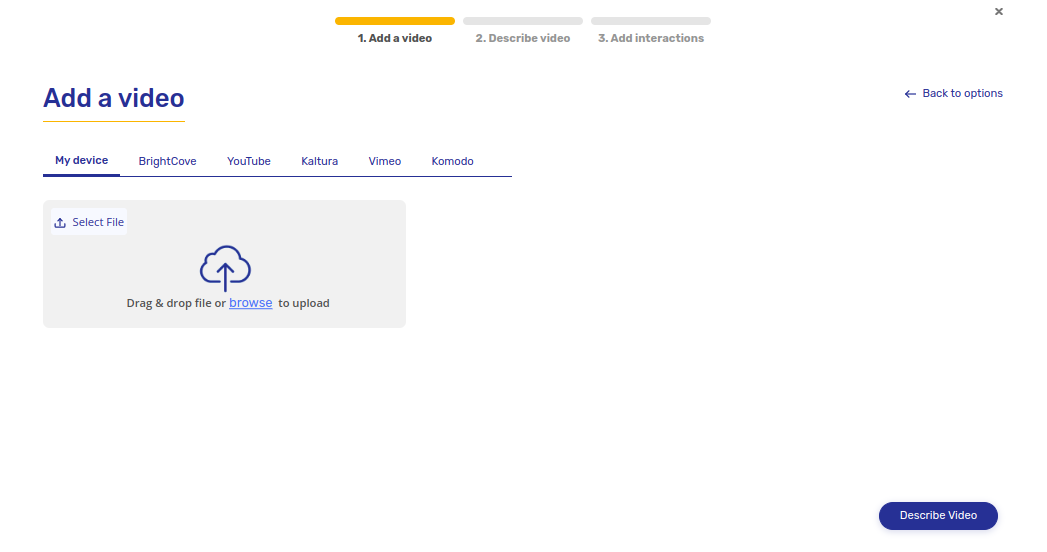 ×
1. Add a video 2. Describe video 3. Add interactions
Add a video
Back to options
My device BrightCove YouTube Kaltura Vimeo Komodo
Select File
Drag & drop file or browse to upload
Describe Video